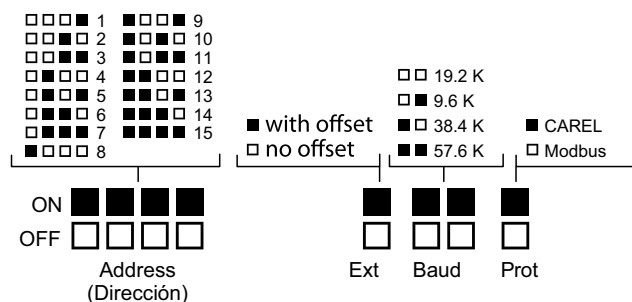 1 9
2 10
3 11
4 12
5 13
6 14
7 15
8
with offset
no offset
19.2 K
9.6 K
38.4 K
57.6 K
CAREL
Modbus
ON
OFF
Address
(Dirección)
Ext
Baud
Prot